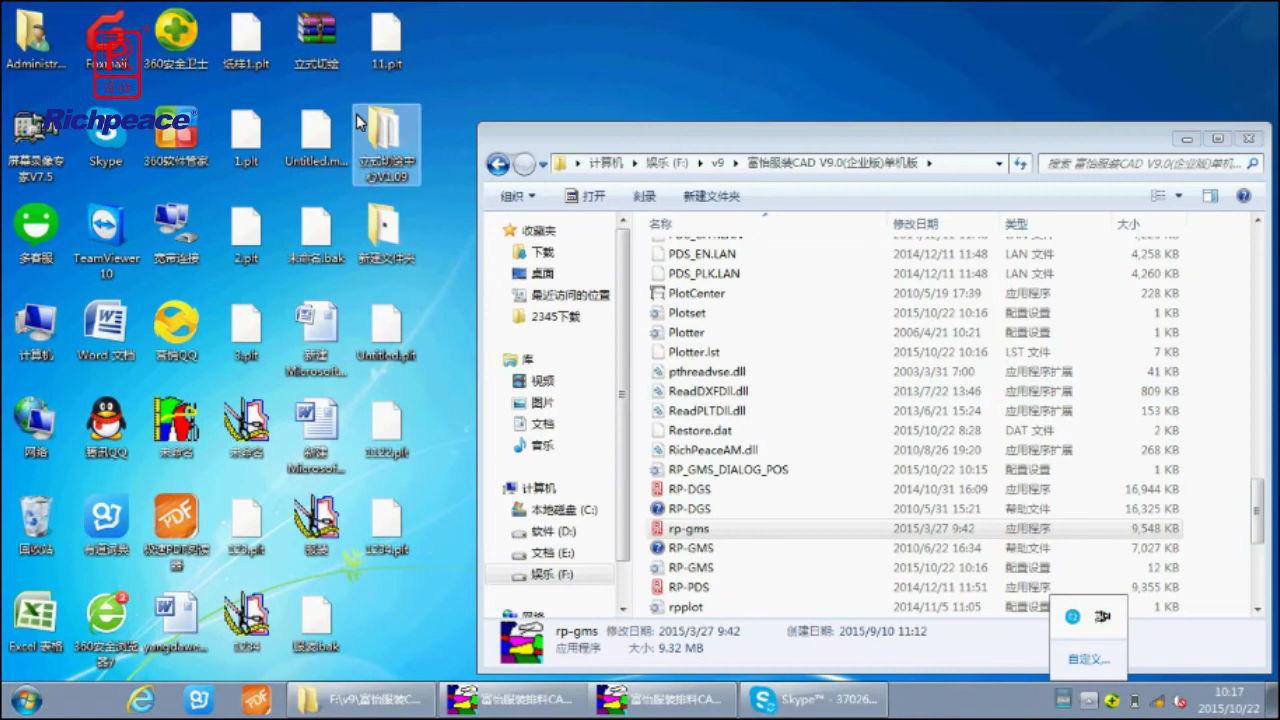 Administr...
360安全卫士
纸样1.plt
立式切绘
11.plt
Richpeace
屏幕录像专
家V7.5
Skype
360软件管家
1.plt
Untitled.m...
立式切绘中
心V1.09
多客服
TeamViewer
10
宽带连接
2.plt
未命名.bak
新建文件夹
计算机
Word 文档
富怡QQ
3.plt
新建
Microsoft...
Untitled.plt
网络
腾讯QQ
未命名
未命名
新建
Microsoft...
1122.plt
回收站
有道词典
极速PDF阅读
器
123.plt
1234.plt
Excel 表格
360安全浏览
器7
yangdawe...
1234
计算机 ▸ 娱乐 (F:) ▸ v9 ▸ 富怡服装CAD V9.0(企业版)单机版 ▸
搜索 富怡服装CAD V9.0(企业版)单机...
组织
打开
刻录
新建文件夹
收藏夹
下载
桌面
最近访问的位置
2345下载
库
视频
图片
文档
音乐
计算机
本地磁盘 (C:)
软件 (D:)
文档 (E:)
娱乐 (F:)
网络
名称 修改日期 类型 大小
PDS_EN.LAN 2014/12/11 11:48 LAN 文件 4,258 KB
PDS_PLK.LAN 2014/12/11 11:48 LAN 文件 4,260 KB
PlotCenter 2010/5/19 17:39 应用程序 228 KB
Plotset 2015/10/22 10:16 配置设置 1 KB
Plotter 2006/4/21 10:21 配置设置 1 KB
Plotter.lst 2015/10/22 10:16 LST 文件 7 KB
pthreadvse.dll 2003/3/31 7:00 应用程序扩展 41 KB
ReadDXFDll.dll 2013/7/22 13:46 应用程序扩展 809 KB
ReadPLTDll.dll 2013/6/21 15:24 应用程序扩展 153 KB
Restore.dat 2015/10/22 8:28 DAT 文件 2 KB
RichPeaceAM.dll 2010/8/26 19:20 应用程序扩展 268 KB
RP_GMS_DIALOG_POS 2015/10/22 10:15 配置设置 1 KB
RP-DGS 2014/10/31 16:09 应用程序 16,944 KB
RP-DGS 2010/5/31 15:21 帮助文件 16,325 KB
rp-gms 2015/3/27 9:42 应用程序 9,548 KB
RP-GMS 2010/6/22 16:34 帮助文件 7,027 KB
RP-GMS 2015/10/22 10:16 配置设置 12 KB
RP-PDS 2014/12/11 11:51 应用程序 9,355 KB
rpplot 2014/11/5 11:05 配置设置 1 KB
rp-gms 修改日期: 2015/3/27 9:42 创建日期: 2015/9/10 11:12
应用程序 大小: 9.32 MB
自定义...
F:\v9\富怡服装C...
富怡服装排料CA...
富怡服装排料CA...
Skype™ - 37026...
10:17
2015/10/22